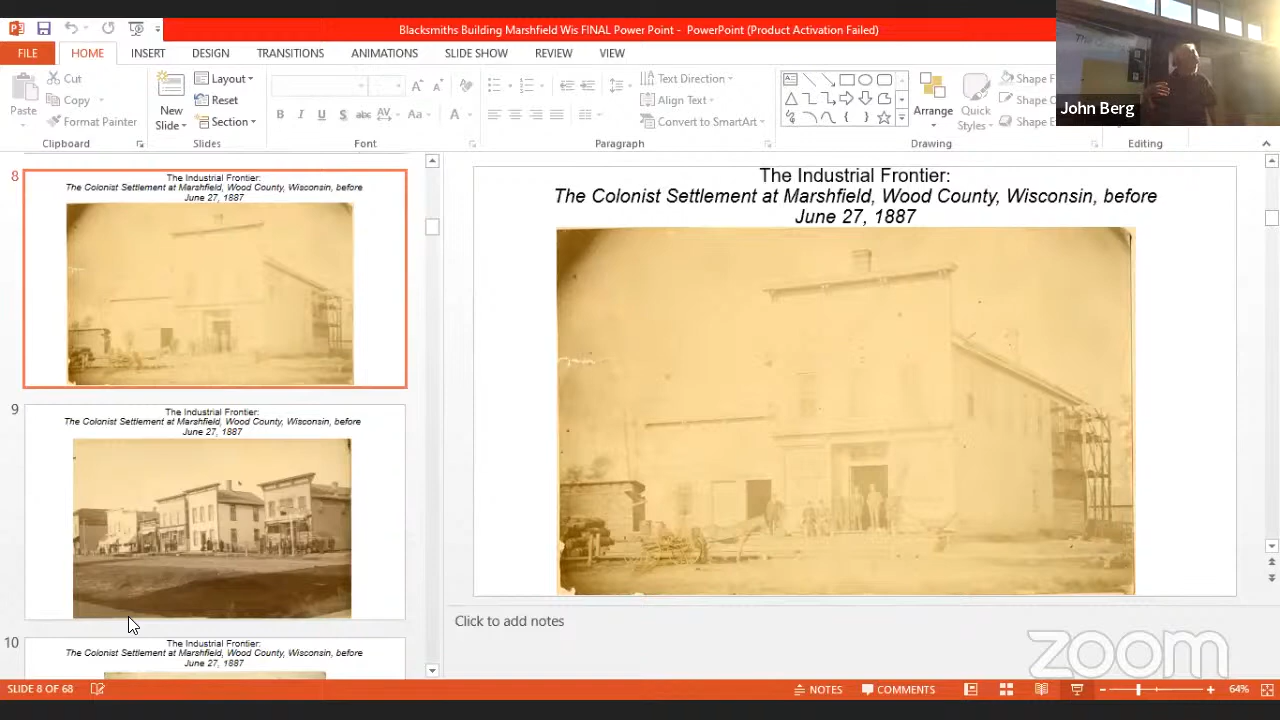 Blacksmiths Building Marshfield Wis FINAL Power Point - PowerPoint (Product Activation Failed)
FILE
HOME
INSERT
DESIGN
TRANSITIONS
ANIMATIONS
SLIDE SHOW
REVIEW
VIEW
John Berg
Paste
Cut
Copy
Format Painter
Clipboard
New
Slide
Layout
Reset
Section
Slides
B I U S abc AV Aa A
Font
Text Direction
Align Text
Convert to SmartArt
Paragraph
Arrange
Quick
Styles
Shape F
Shape O
Shape E
Drawing
Editing
8
The Industrial Frontier:
The Colonist Settlement at Marshfield, Wood County, Wisconsin, before
June 27, 1887
9
The Industrial Frontier:
The Colonist Settlement at Marshfield, Wood County, Wisconsin, before
June 27, 1887
10
The Industrial Frontier:
The Colonist Settlement at Marshfield, Wood County, Wisconsin, before
June 27, 1887
The Industrial Frontier:
The Colonist Settlement at Marshfield, Wood County, Wisconsin, before
June 27, 1887
Click to add notes
zoom
SLIDE 8 OF 68
NOTES
COMMENTS
64%